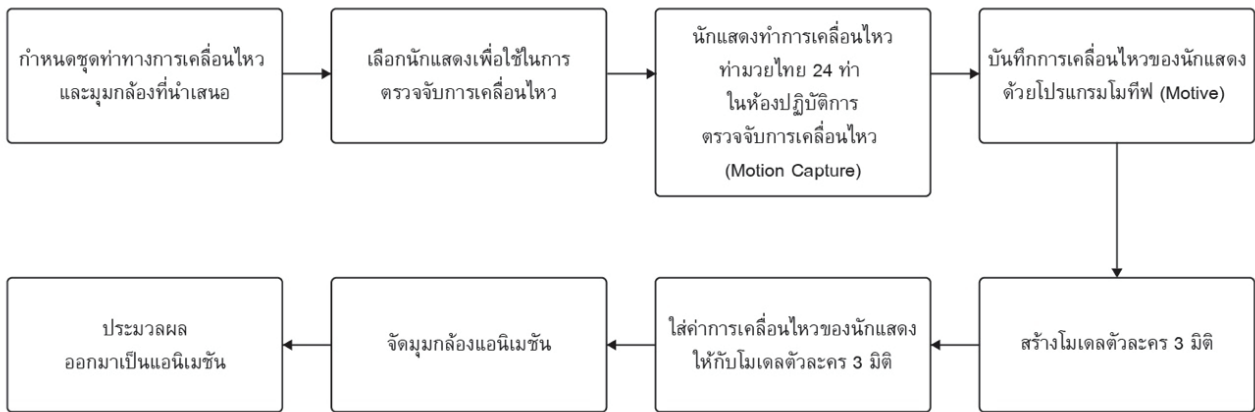 กำหนดชุดท่าทางการเคลื่อนไหว
และมุมกล้องที่นำเสนอ
เลือกนักแสดงเพื่อใช้ในการ
ตรวจจับการเคลื่อนไหว
นักแสดงทำการเคลื่อนไหว
ท่ามวยไทย 24 ท่า
ในห้องปฏิบัติการ
ตรวจจับการเคลื่อนไหว
(Motion Capture)
บันทึกการเคลื่อนไหวของนักแสดง
ด้วยโปรแกรมโมทีฟ (Motive)
สร้างโมเดลตัวละคร 3 มิติ
ใส่ค่าการเคลื่อนไหวของนักแสดง
ให้กับโมเดลตัวละคร 3 มิติ
จัดมุมกล้องแอนิเมชัน
ประมวลผล
ออกมาเป็นแอนิเมชัน